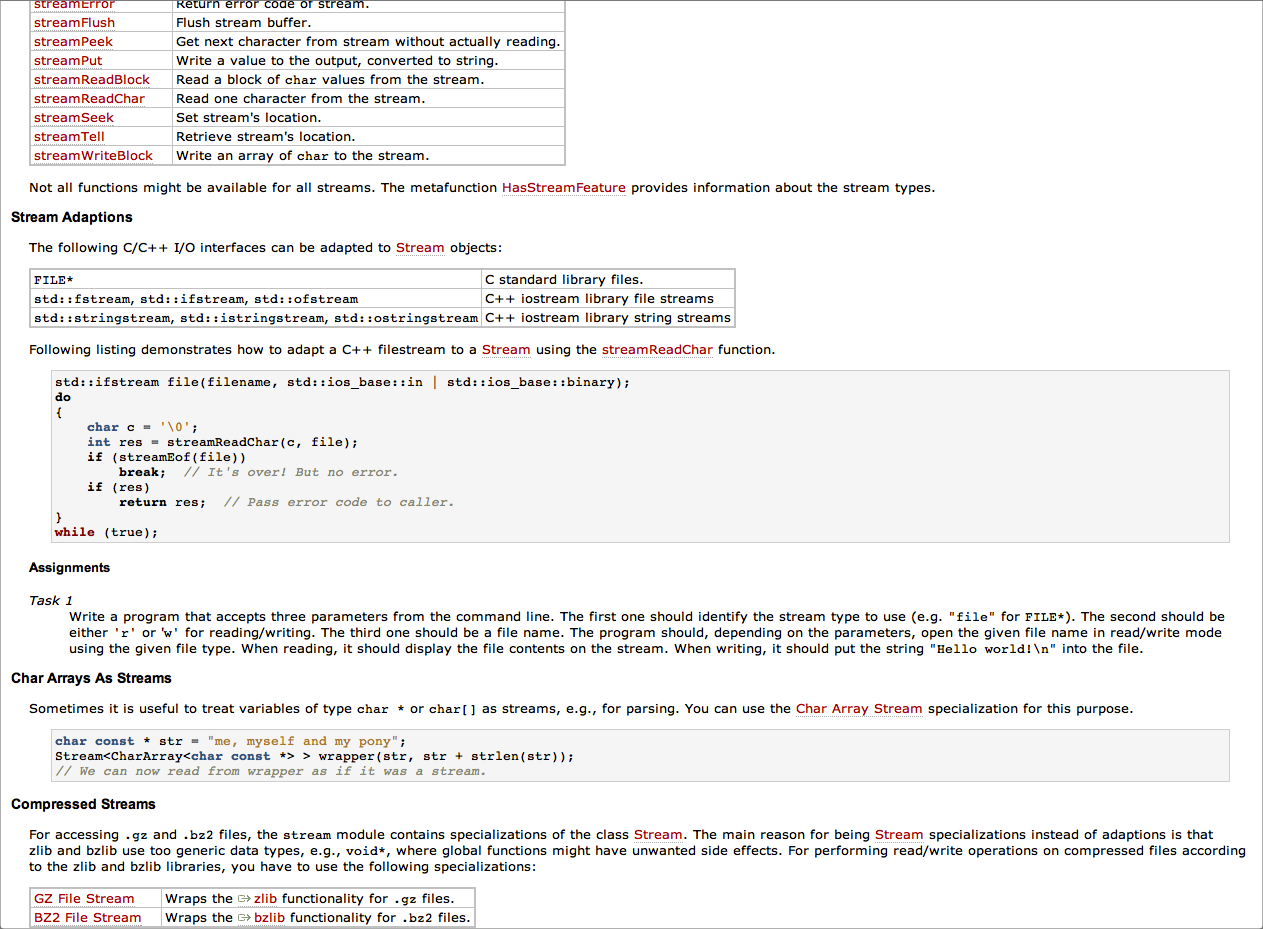 streamError Return error code of stream.
streamFlush Flush stream buffer.
streamPeek Get next character from stream without actually reading.
streamPut Write a value to the output, converted to string.
streamReadBlock Read a block of char values from the stream.
streamReadChar Read one character from the stream.
streamSeek Set stream's location.
streamTell Retrieve stream's location.
streamWriteBlock Write an array of char to the stream.
Not all functions might be available for all streams. The metafunction HasStreamFeature provides information about the stream types.
Stream Adaptions
The following C/C++ I/O interfaces can be adapted to Stream objects:
FILE* C standard library files.
std::fstream, std::ifstream, std::ofstream C++ iostream library file streams
std::stringstream, std::istringstream, std::ostringstream C++ iostream library string streams
Following listing demonstrates how to adapt a C++ filestream to a Stream using the streamReadChar function.
std::ifstream file(filename, std::ios_base::in | std::ios_base::binary);
do
{
    char c = '\0';
    int res = streamReadChar(c, file);
    if (streamEof(file))
        break;  // It's over! But no error.
    if (res)
        return res;  // Pass error code to caller.
}
while (true);
Assignments
Task 1
Write a program that accepts three parameters from the command line. The first one should identify the stream type to use (e.g. "file" for FILE*). The second should be
either 'r' or 'w' for reading/writing. The third one should be a file name. The program should, depending on the parameters, open the given file name in read/write mode
using the given file type. When reading, it should display the file contents on the stream. When writing, it should put the string "Hello world!\n" into the file.
Char Arrays As Streams
Sometimes it is useful to treat variables of type char * or char[] as streams, e.g., for parsing. You can use the Char Array Stream specialization for this purpose.
char const * str = "me, myself and my pony";
Stream<CharArray<char const *> > wrapper(str, str + strlen(str));
// We can now read from wrapper as if it was a stream.
Compressed Streams
For accessing .gz and .bz2 files, the stream module contains specializations of the class Stream. The main reason for being Stream specializations instead of adaptions is that
zlib and bzlib use too generic data types, e.g., void*, where global functions might have unwanted side effects. For performing read/write operations on compressed files according
to the zlib and bzlib libraries, you have to use the following specializations:
GZ File Stream Wraps the zlib functionality for .gz files.
BZ2 File Stream Wraps the bzlib functionality for .bz2 files.